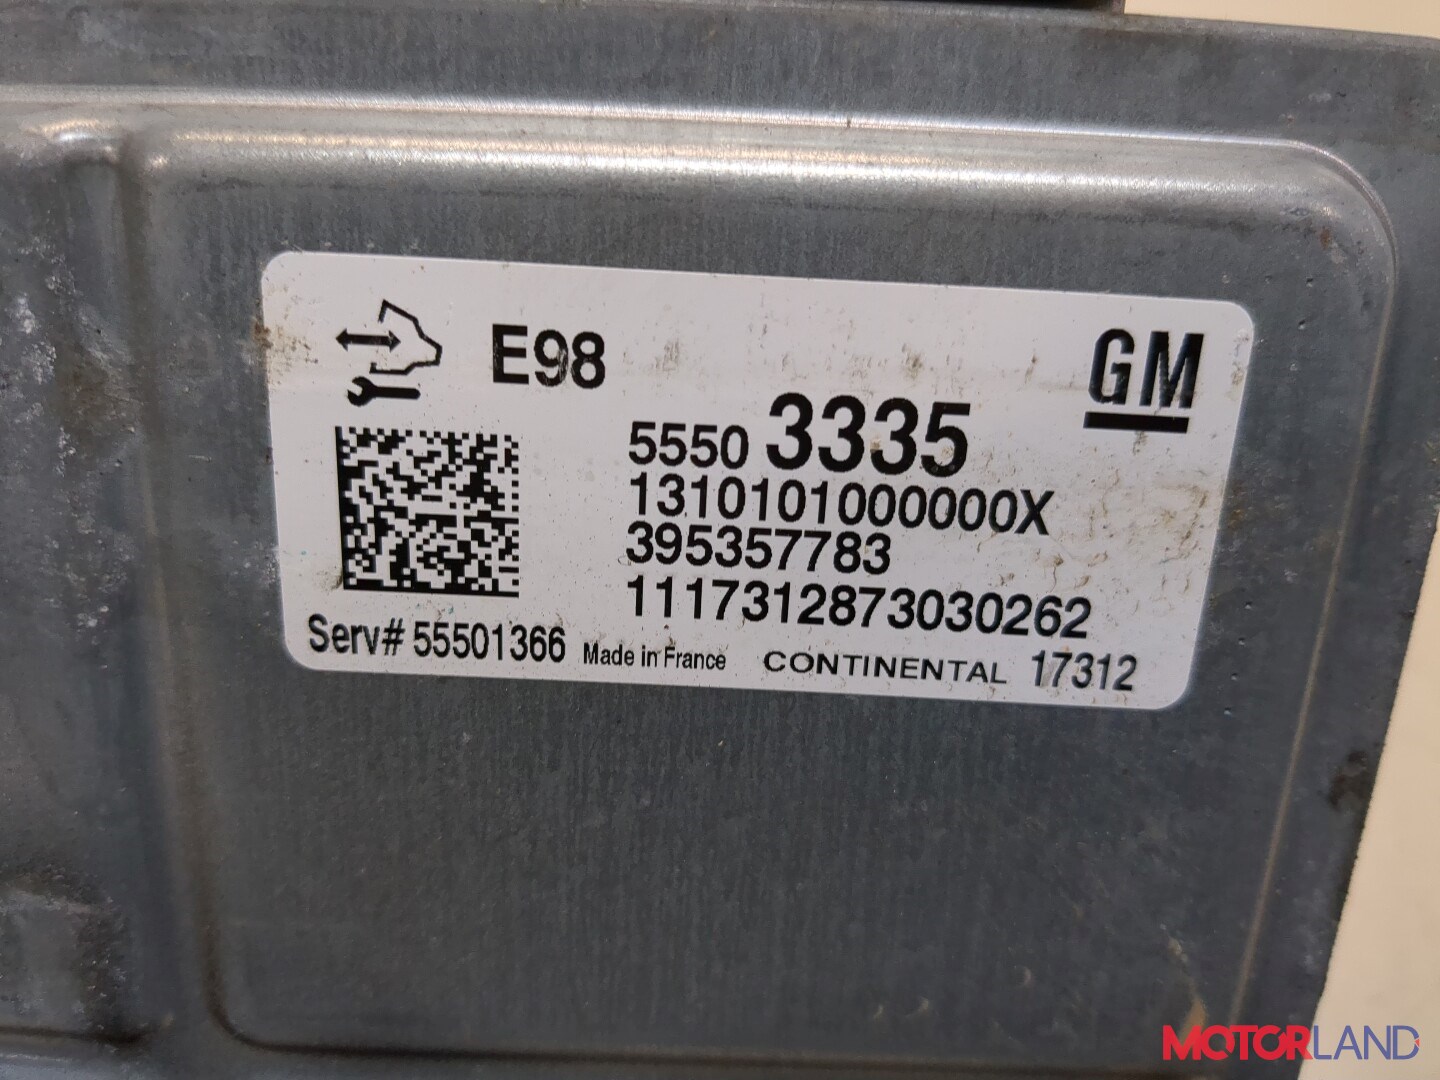 E98
GM
5550 3335
1310101000000X
395357783
1117312873030262
Serv# 55501366 Made in France CONTINENTAL 17312
MOTORLAND